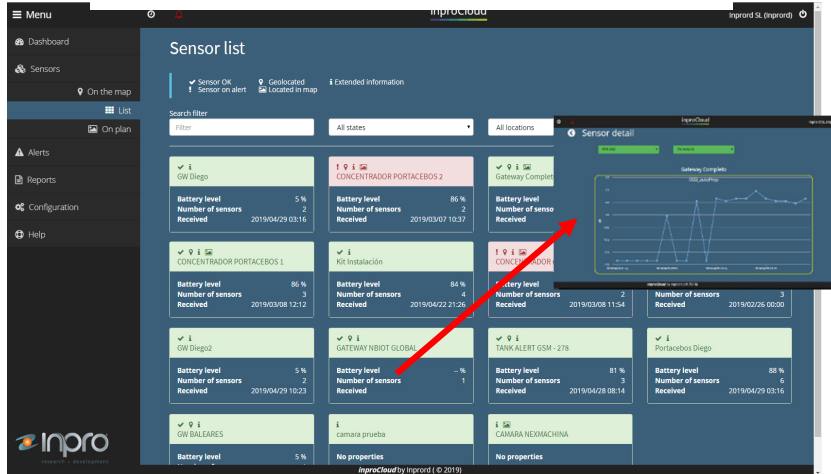 Menu
inproCloud
Inprord SL (Inprord)
Dashboard
Sensors
On the map
List
On plan
Alerts
Reports
Configuration
Help
inpro
research + development
Sensor list
Sensor OK
Geolocated
Extended information
Sensor on alert
Located in map
Search filter
Filter
All states
All locations
GW Diego
Battery level 5 %
Number of sensors 2
Received 2019/04/29 03:16
CONCENTRADOR PORTACEBOS 2
Battery level 86 %
Number of sensors 2
Received 2019/03/07 10:37
Gateway Complet
Battery level
Number of senso
Received
CONCENTRADOR PORTACEBOS 1
Battery level 86 %
Number of sensors 3
Received 2019/03/08 12:12
Kit Instalación
Battery level 84 %
Number of sensors 4
Received 2019/04/22 21:26
CONCENTRADOR
Battery level
Number of sensors 2
Received 2019/03/08 11:54
3
Received 2019/02/26 00:00
GW Diego2
Battery level 5 %
Number of sensors 2
Received 2019/04/29 10:23
GATEWAY NBIOT GLOBAL
Battery level -- %
Number of sensors 1
Received
TANK ALERT GSM - 278
Battery level 81 %
Number of sensors 3
Received 2019/04/28 08:14
Portacebos Diego
Battery level 88 %
Number of sensors 6
Received 2019/04/29 03:16
GW BALEARES
Battery level 5 %
camara prueba
No properties
CAMARA NEXMACHINA
No properties
inproCloud by Inprord ( © 2019)
inproCloud
Sensor detail
Gateway Completo